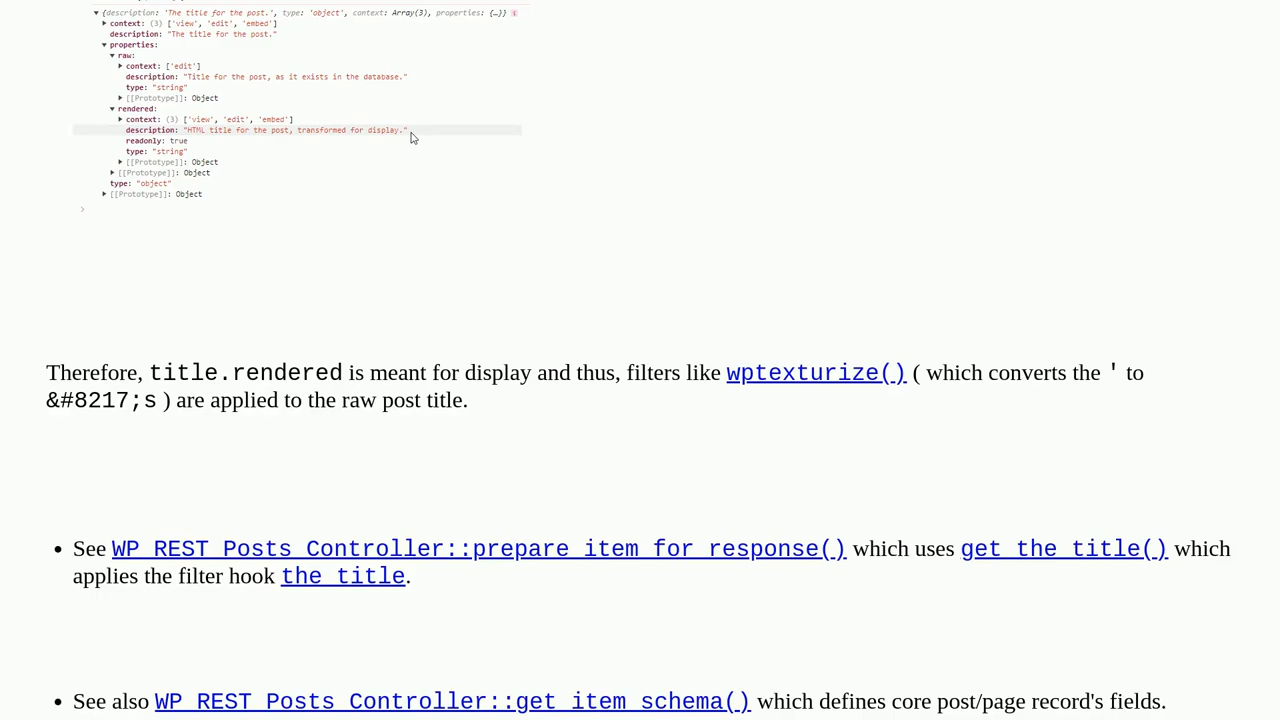 ▼ {description: 'The title for the post.', type: 'object', context: Array(3), properties: {…}} i
▶ context: (3) ['view', 'edit', 'embed']
description: "The title for the post."
▼ properties:
▼ raw:
▶ context: ['edit']
description: "Title for the post, as it exists in the database."
type: "string"
▶ [[Prototype]]: Object
▼ rendered:
▶ context: (3) ['view', 'edit', 'embed']
description: "HTML title for the post, transformed for display."
readonly: true
type: "string"
▶ [[Prototype]]: Object
▶ [[Prototype]]: Object
type: "object"
▶ [[Prototype]]: Object
>
Therefore, title.rendered is meant for display and thus, filters like wptexturize() ( which converts the ' to
&#8217;s ) are applied to the raw post title.
• See WP_REST_Posts_Controller::prepare_item_for_response() which uses get_the_title() which
applies the filter hook the_title.
• See also WP_REST_Posts_Controller::get_item_schema() which defines core post/page record's fields.